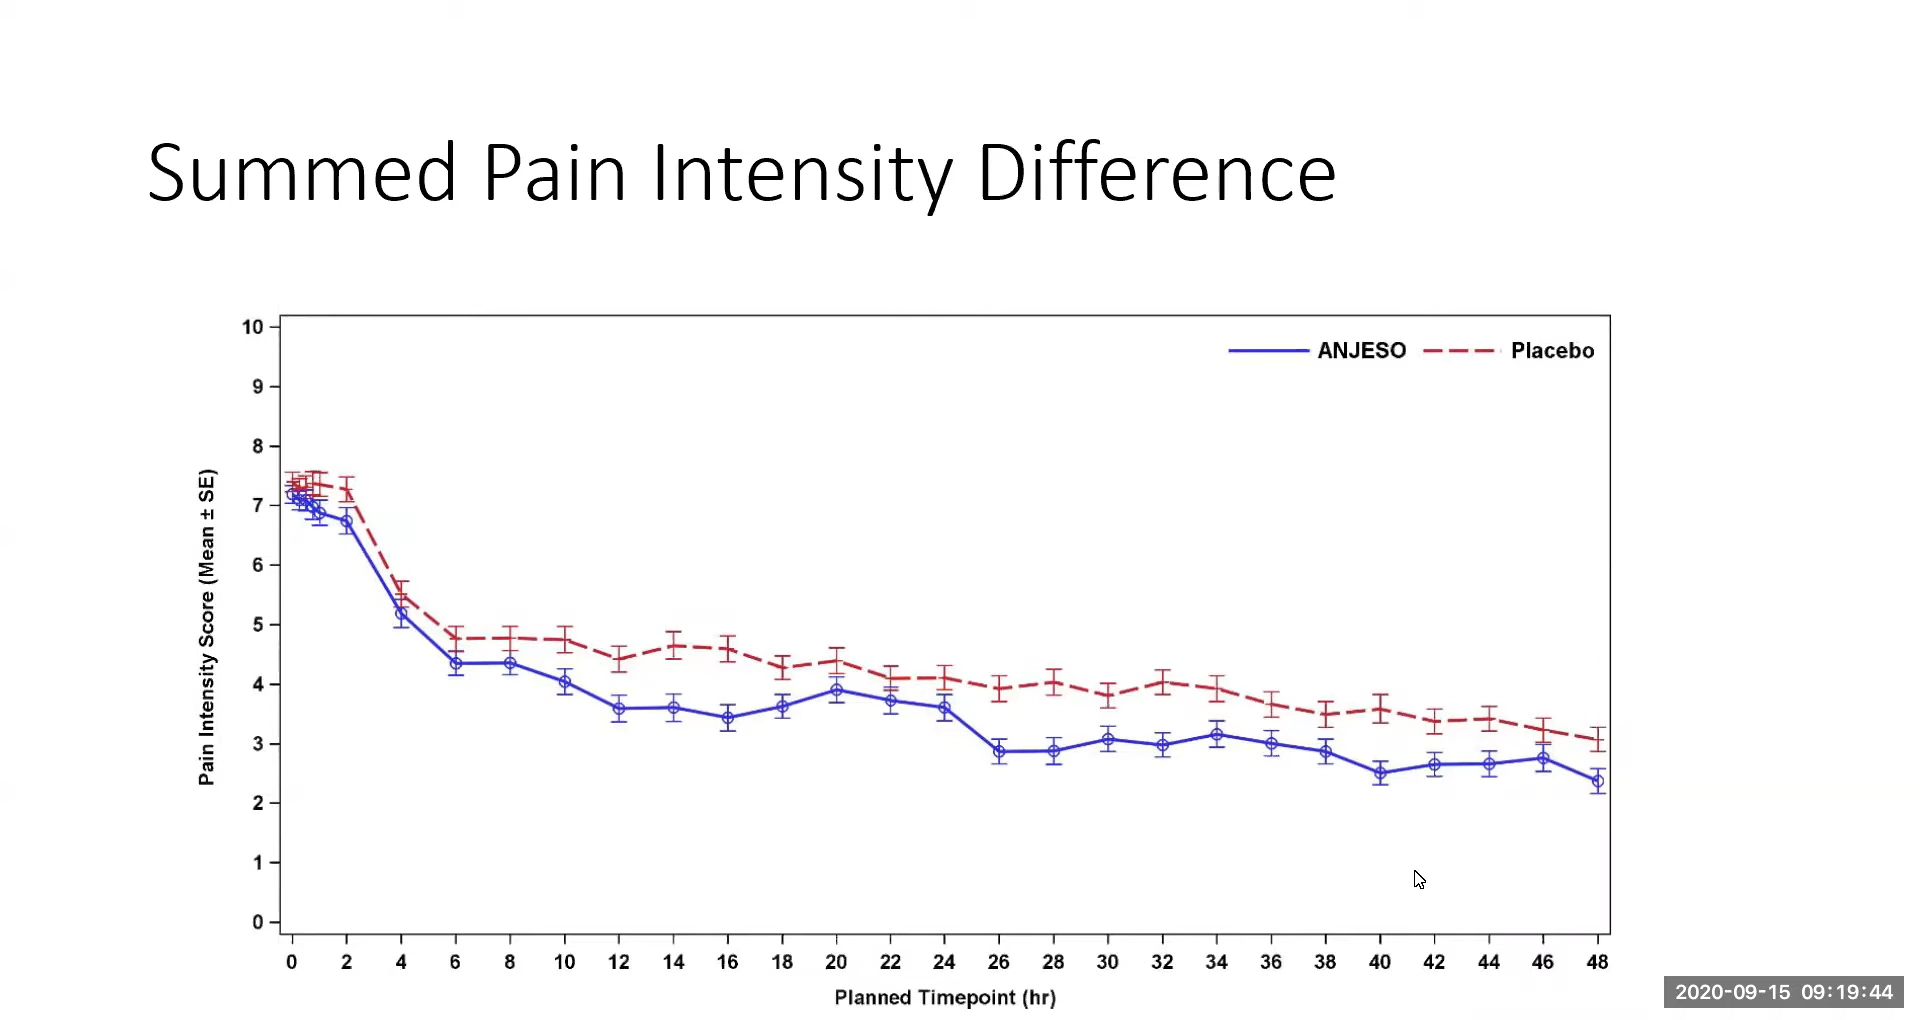 Summed Pain Intensity Difference
ANJESO Placebo
Pain Intensity Score (Mean ± SE)
10
9
8
7
6
5
4
3
2
1
0
0 2 4 6 8 10 12 14 16 18 20 22 24 26 28 30 32 34 36 38 40 42 44 46 48
Planned Timepoint (hr)
2020-09-15 09:19:44